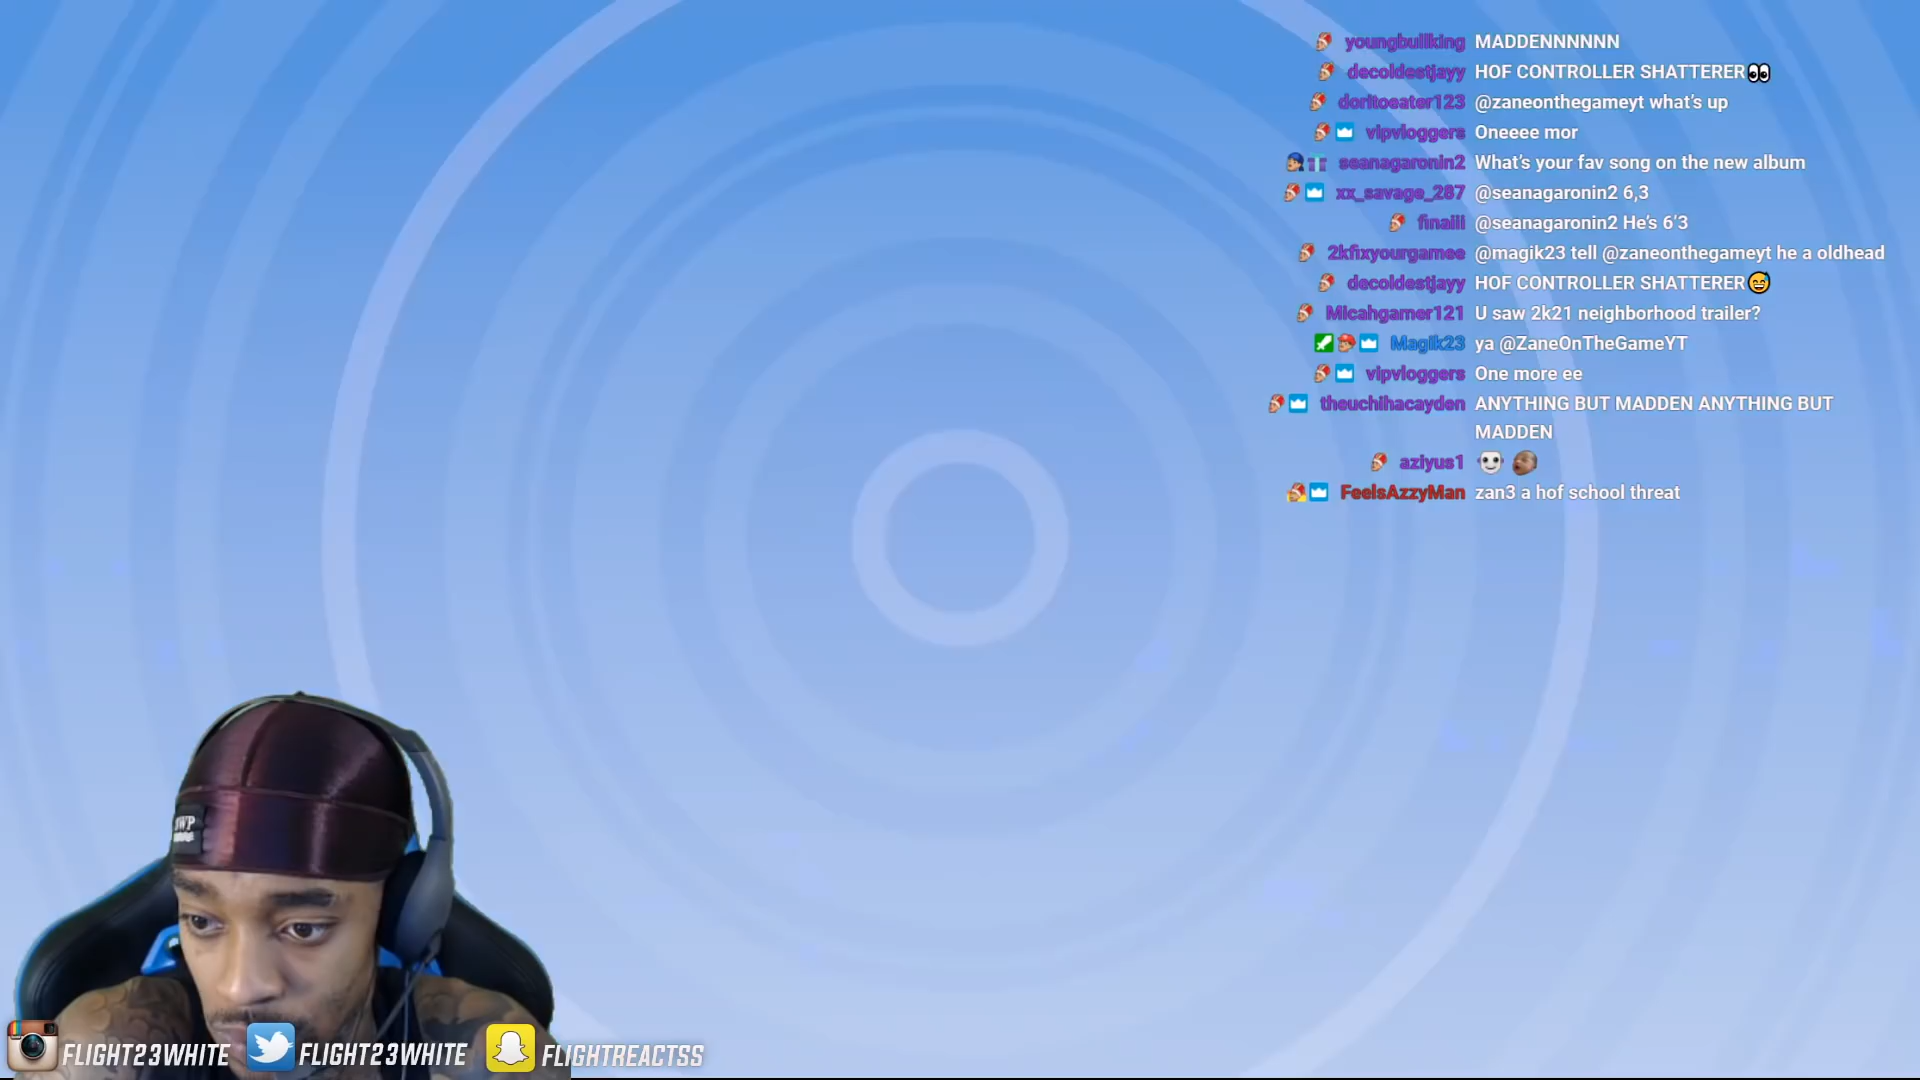 youngbullking MADDENNNNNN
decoldestjayy HOF CONTROLLER SHATTERER
doritoeater123 @zaneonthegameyt what's up
vipvloggers Oneeee mor
seanagaronin2 What's your fav song on the new album
xx_savage_287 @seanagaronin2 6,3
finaiii @seanagaronin2 He's 6'3
2kfixyourgamee @magik23 tell @zaneonthegameyt he a oldhead
decoldestjayy HOF CONTROLLER SHATTERER
Micahgamer121 U saw 2k21 neighborhood trailer?
Magik23 ya @ZaneOnTheGameYT
vipvloggers One more ee
theuchihacayden ANYTHING BUT MADDEN ANYTHING BUT
MADDEN
aziyus1
FeelsAzzyMan zan3 a hof school threat
FLIGHT23WHITE FLIGHT23WHITE FLIGHTREACTSS